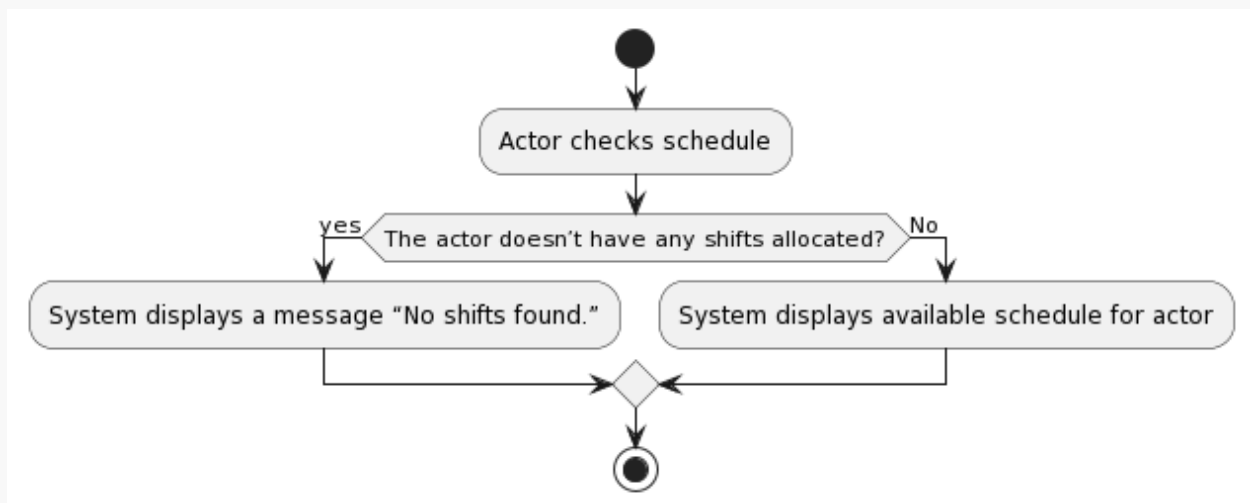 Actor checks schedule
yes
The actor doesn’t have any shifts allocated?
No
System displays a message “No shifts found.”
System displays available schedule for actor